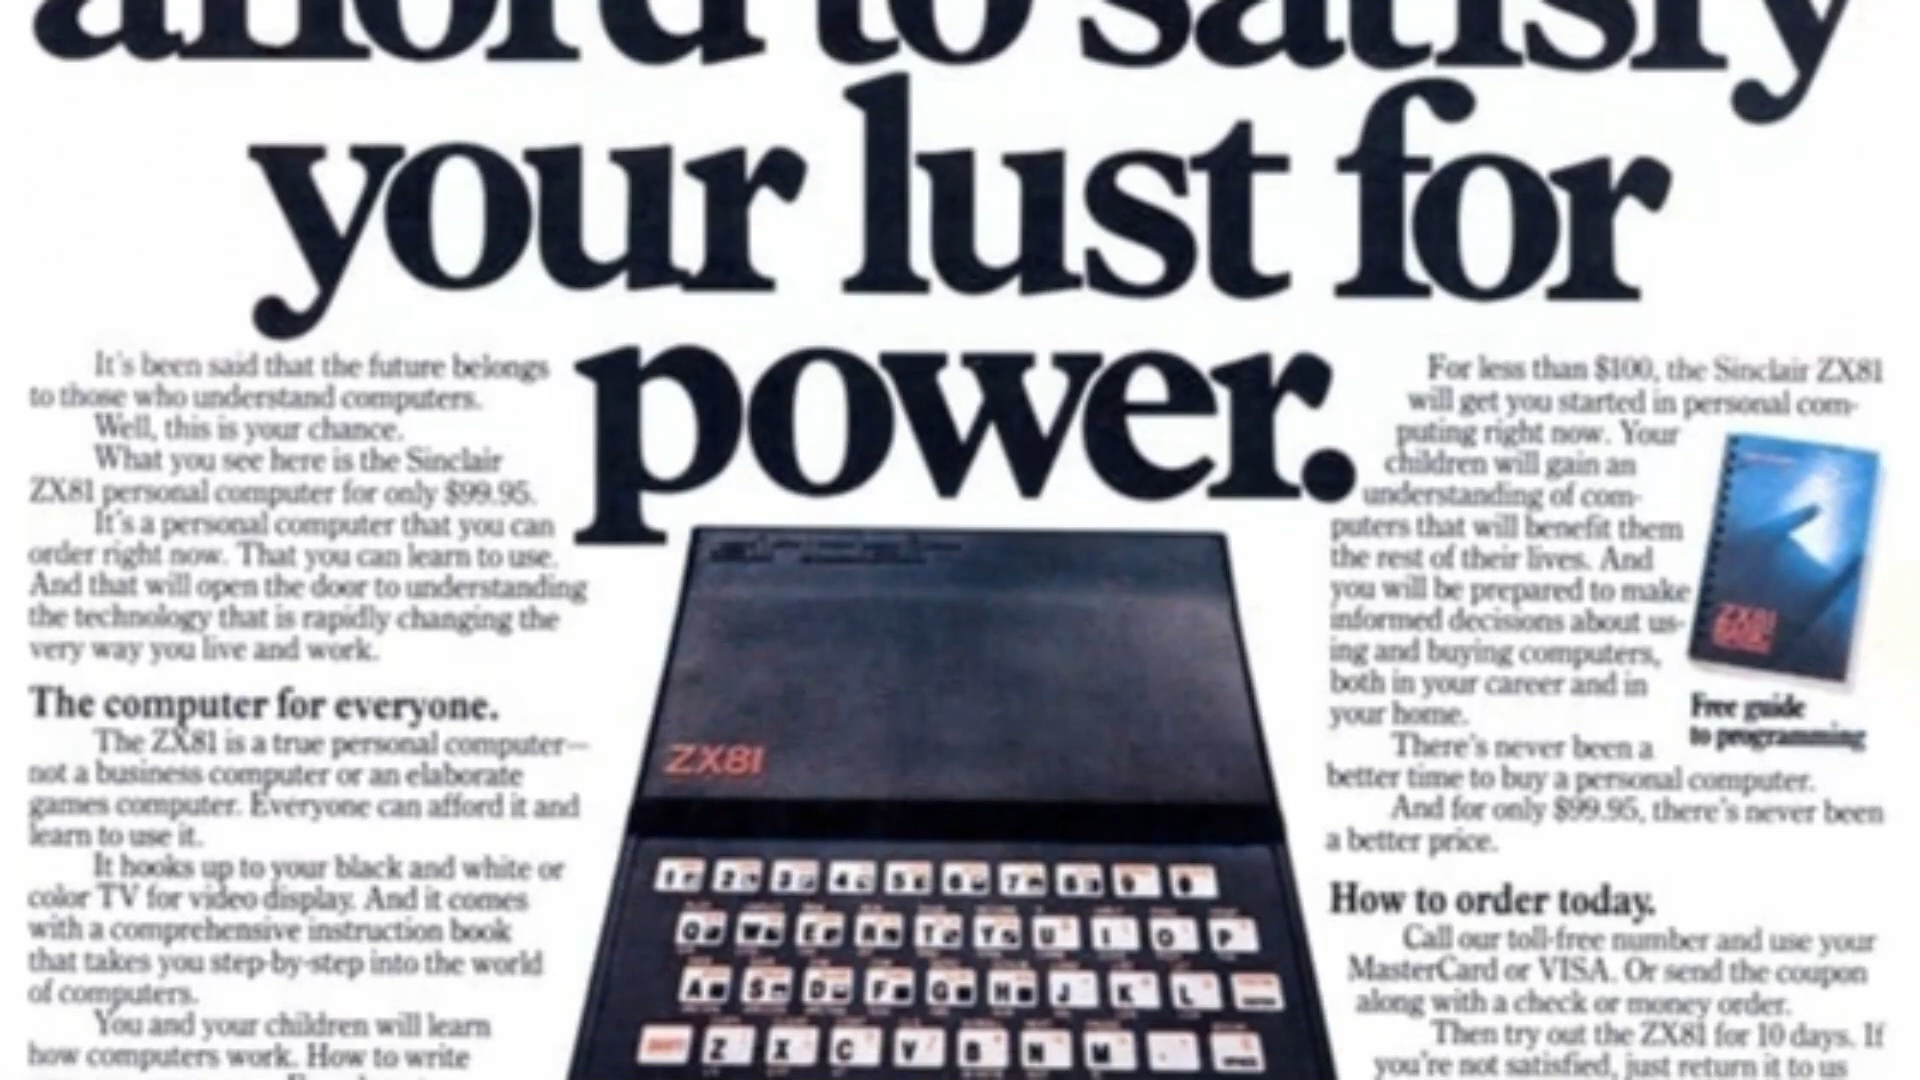 afford to satisfy
your lust for
power.
It's been said that the future belongs
to those who understand computers.
Well, this is your chance.
What you see here is the Sinclair
ZX81 personal computer for only $99.95.
It's a personal computer that you can
order right now. That you can learn to use.
And that will open the door to understanding
the technology that is rapidly changing the
very way you live and work.
The computer for everyone.
The ZX81 is a true personal computer—
not a business computer or an elaborate
games computer. Everyone can afford it and
learn to use it.
It hooks up to your black and white or
color TV for video display. And it comes
with a comprehensive instruction book
that takes you step-by-step into the world
of computers.
You and your children will learn
how computers work. How to write
ZX81
1 2 3 4 5 6 7 8 9 0
Q W E R T Y U I O P
A S D F G H J K L
SHIFT Z X C V B N M .
For less than $100, the Sinclair ZX81
will get you started in personal com-
puting right now. Your
children will gain an
understanding of com-
puters that will benefit them
the rest of their lives. And
you will be prepared to make
informed decisions about us-
ing and buying computers,
both in your career and in
your home.
ZX81
Free guide
to programming
There's never been a
better time to buy a personal computer.
And for only $99.95, there's never been
a better price.
How to order today.
Call our toll-free number and use your
MasterCard or VISA. Or send the coupon
along with a check or money order.
Then try out the ZX81 for 10 days. If
you're not satisfied, just return it to us